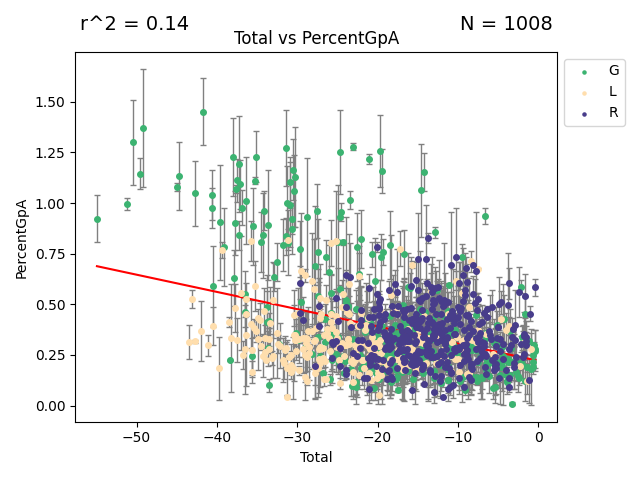 r^2 = 0.14
N = 1008
Total vs PercentGpA
G
L
R
1.50
1.25
1.00
0.75
0.50
0.25
0.00
PercentGpA
−50
−40
−30
−20
−10
0
Total